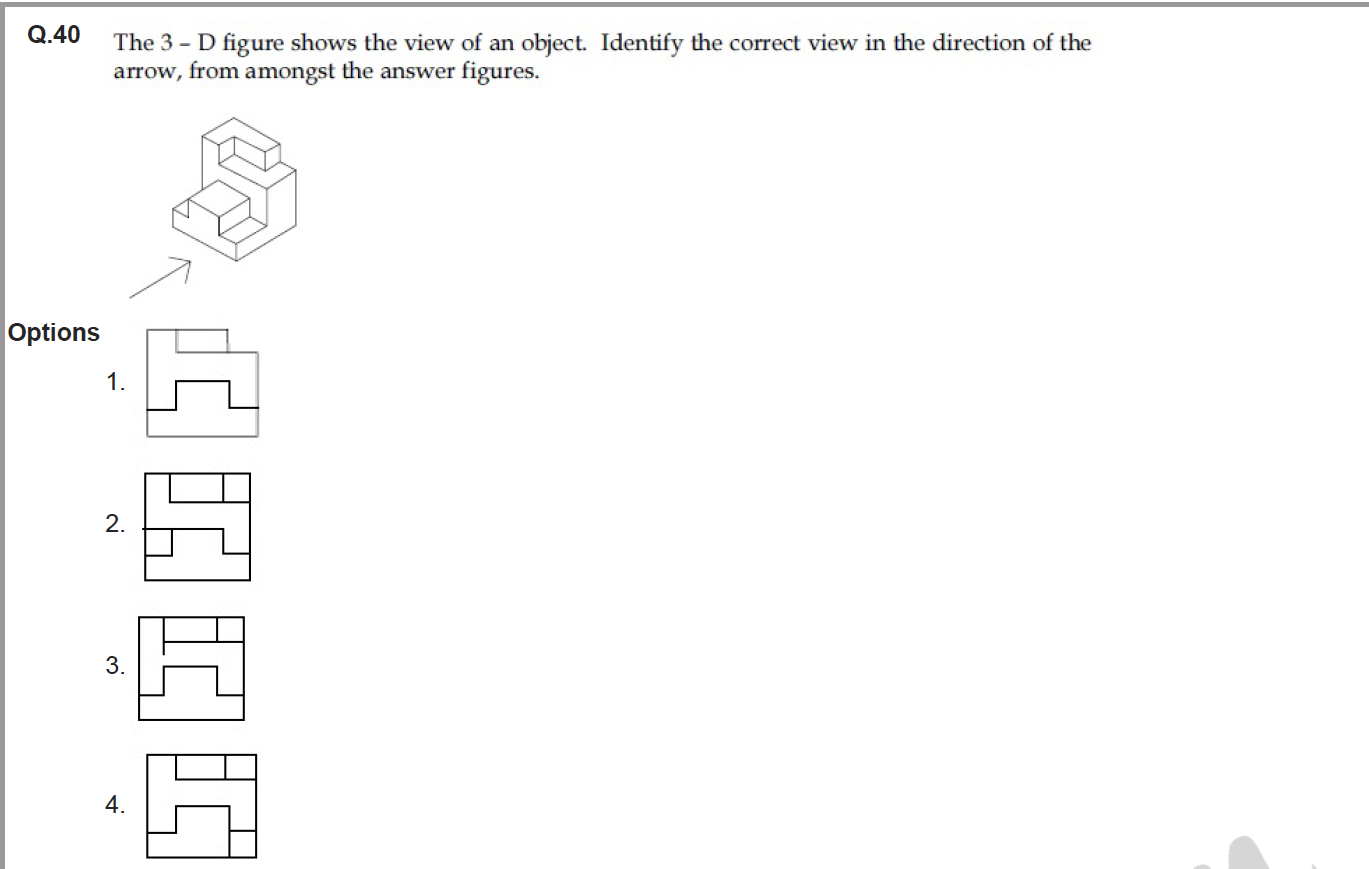 Q.40 The 3 – D figure shows the view of an object. Identify the correct view in the direction of the
arrow, from amongst the answer figures.
Options
1.
2.
3.
4.